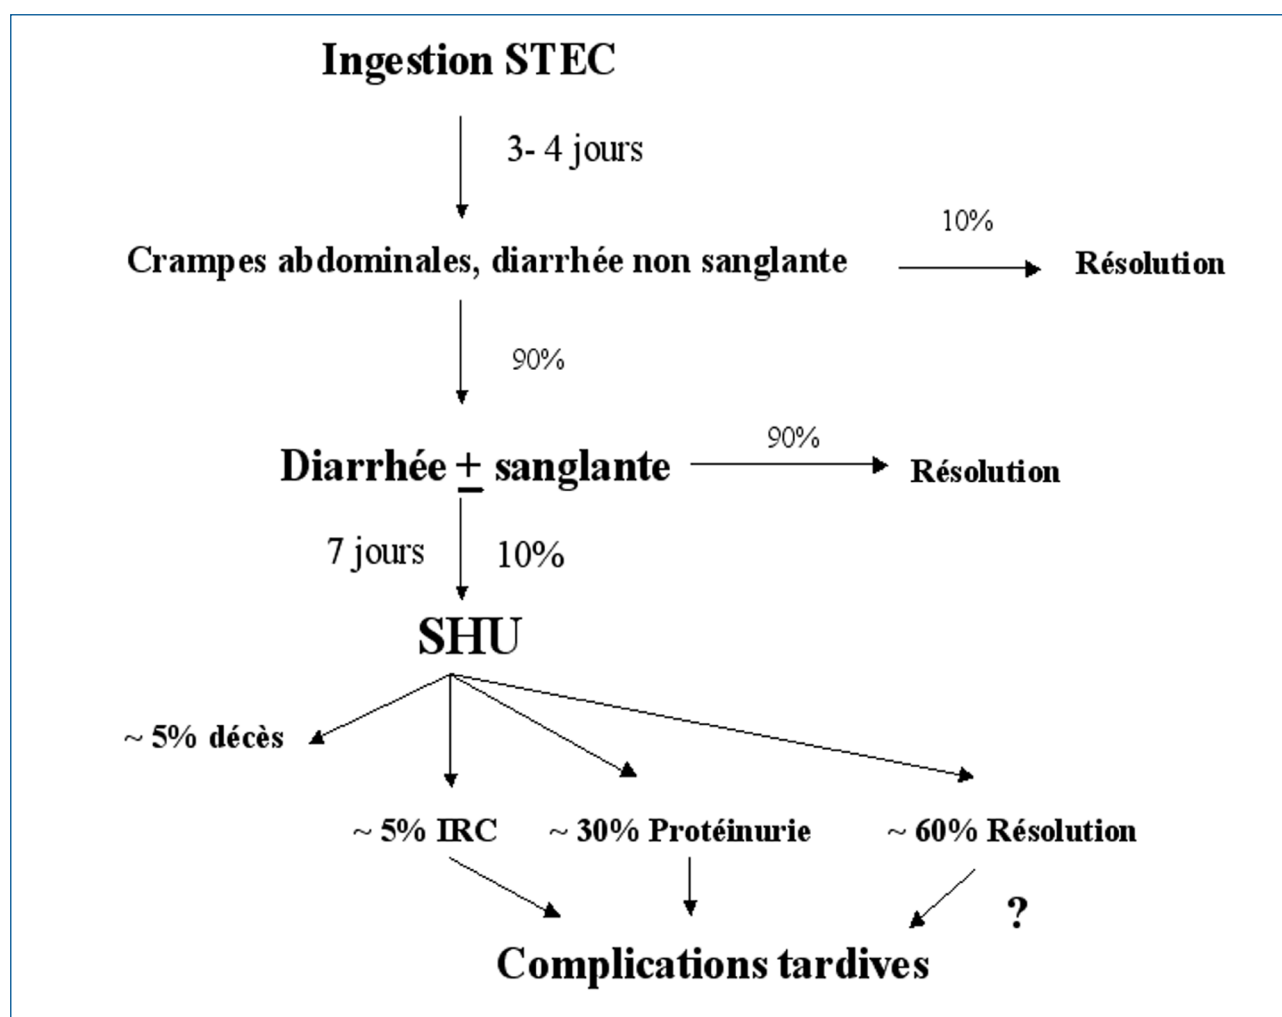 Ingestion STEC
3- 4 jours
10%
Crampes abdominales, diarrhée non sanglante
Résolution
90%
90%
Diarrhée ± sanglante
Résolution
7 jours
10%
SHU
~ 5% décès
~ 5% IRC
~ 30% Protéinurie
~ 60% Résolution
?
Complications tardives